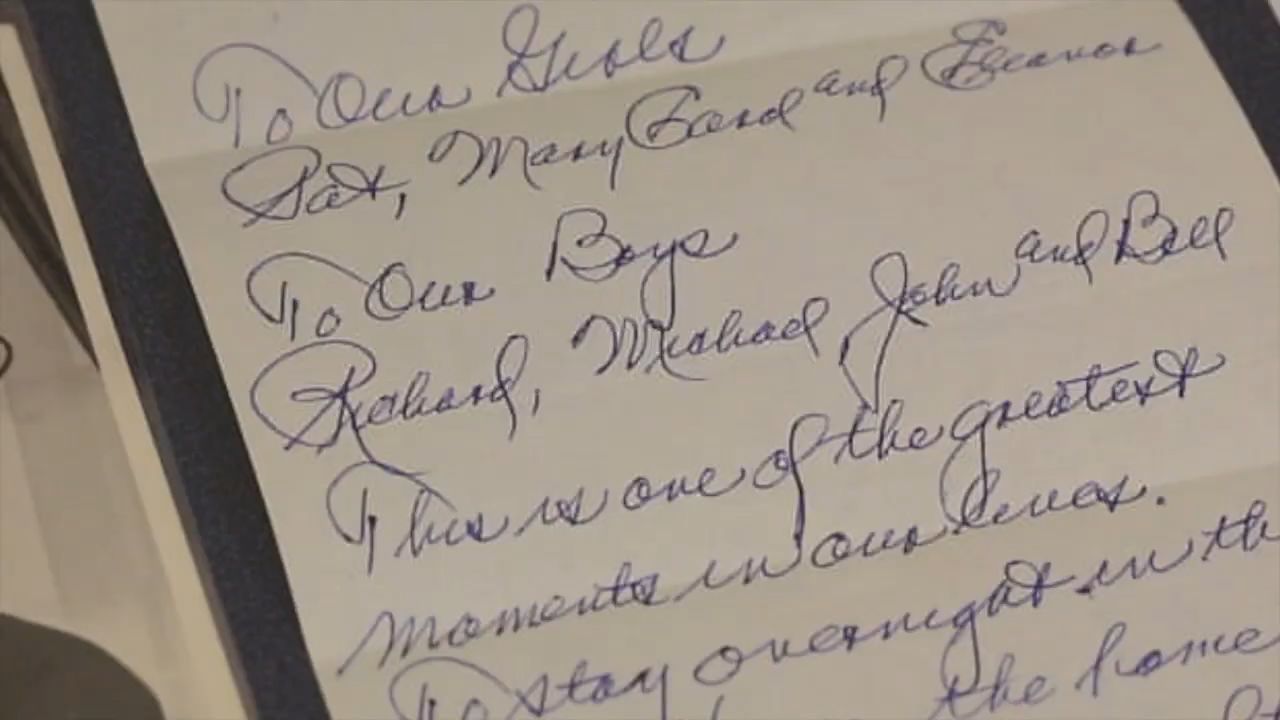 To Our Girls
Pat, Mary Carol and Eleanor
To Our Boys
Richard, Michael, John and Bill
This is one of the greatest
moments in our lives.
To stay overnight in th
the home